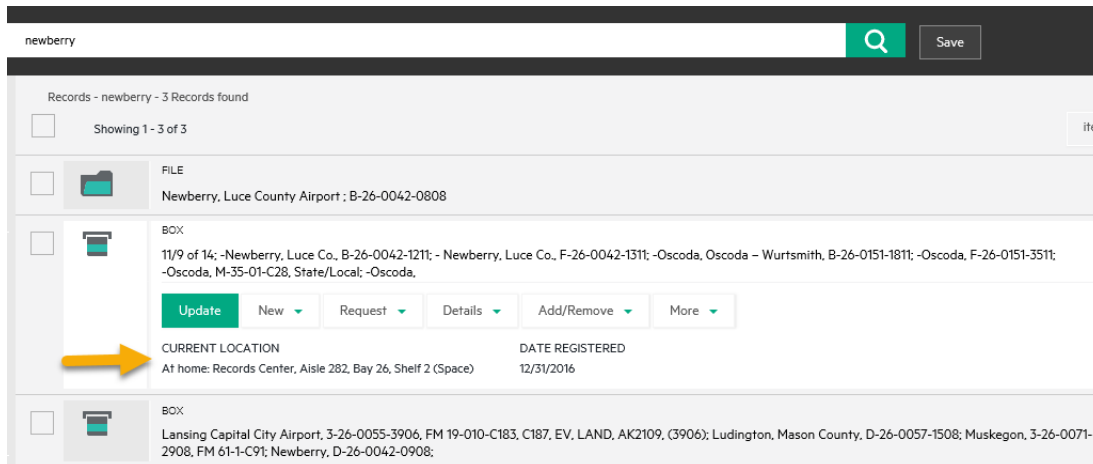 newberry
Save
Records - newberry - 3 Records found
Showing 1 - 3 of 3
FILE
Newberry, Luce County Airport ; B-26-0042-0808
BOX
11/9 of 14; -Newberry, Luce Co., B-26-0042-1211; - Newberry, Luce Co., F-26-0042-1311; -Oscoda, Oscoda – Wurtsmith, B-26-0151-1811; -Oscoda, F-26-0151-3511;
-Oscoda, M-35-01-C28, State/Local; -Oscoda,
Update New Request Details Add/Remove More
CURRENT LOCATION DATE REGISTERED
At home: Records Center, Aisle 282, Bay 26, Shelf 2 (Space) 12/31/2016
BOX
Lansing Capital City Airport, 3-26-0055-3906, FM 19-010-C183, C187, EV, LAND, AK2109, (3906); Ludington, Mason County, D-26-0057-1508; Muskegon, 3-26-0071-
2908, FM 61-1-C91; Newberry, D-26-0042-0908;